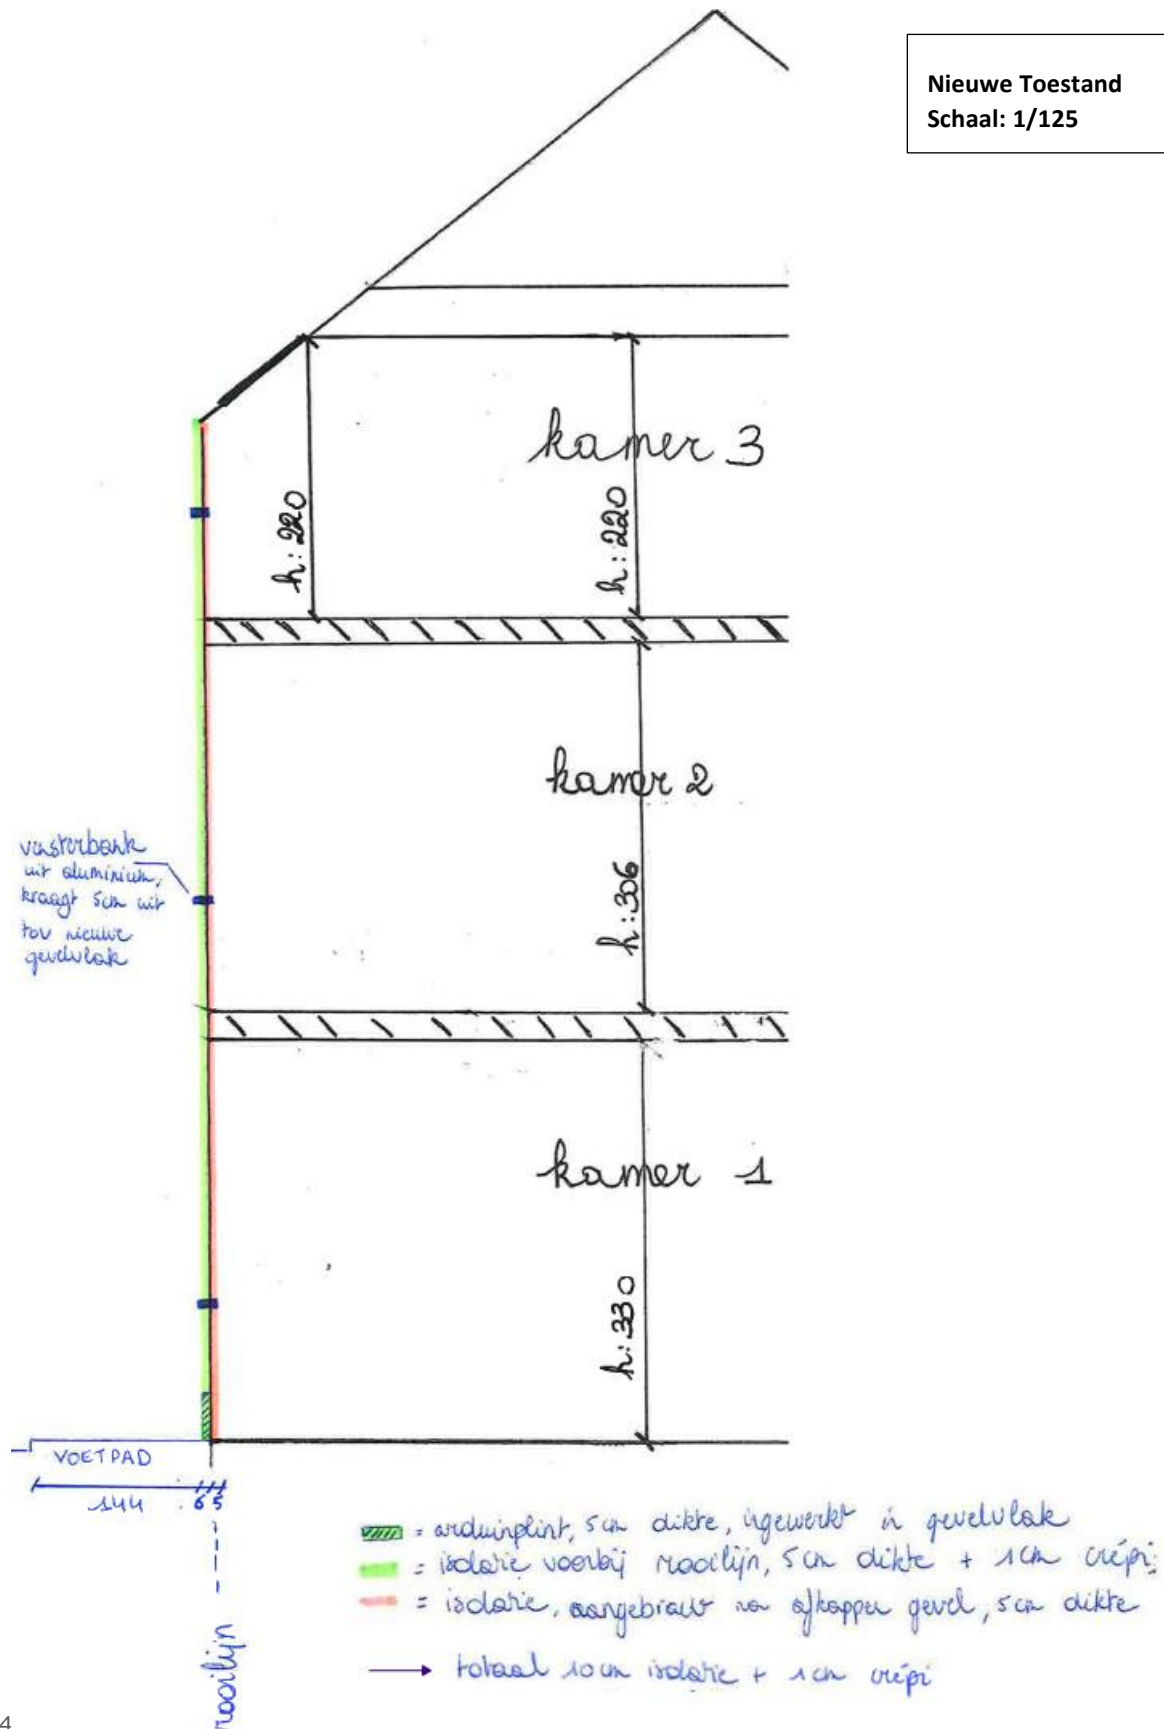 Nieuwe Toestand
Schaal: 1/125
kamer 3
h: 220
h: 220
kamer 2
h: 306
vensterbank
uit aluminium,
kraagt 5cm uit
tov nieuwe
gevelvlak
kamer 1
h: 330
VOETPAD
144 6 5
rooilijn
= arduinplint, 5cm dikte, ingewerkt in gevelvlak
= isolatie voorbij rooilijn, 5cm dikte + 1cm crépi
= isolatie, aangebracht na afkappen gevel, 5cm dikte
→ totaal 10cm isolatie + 1cm crépi
4